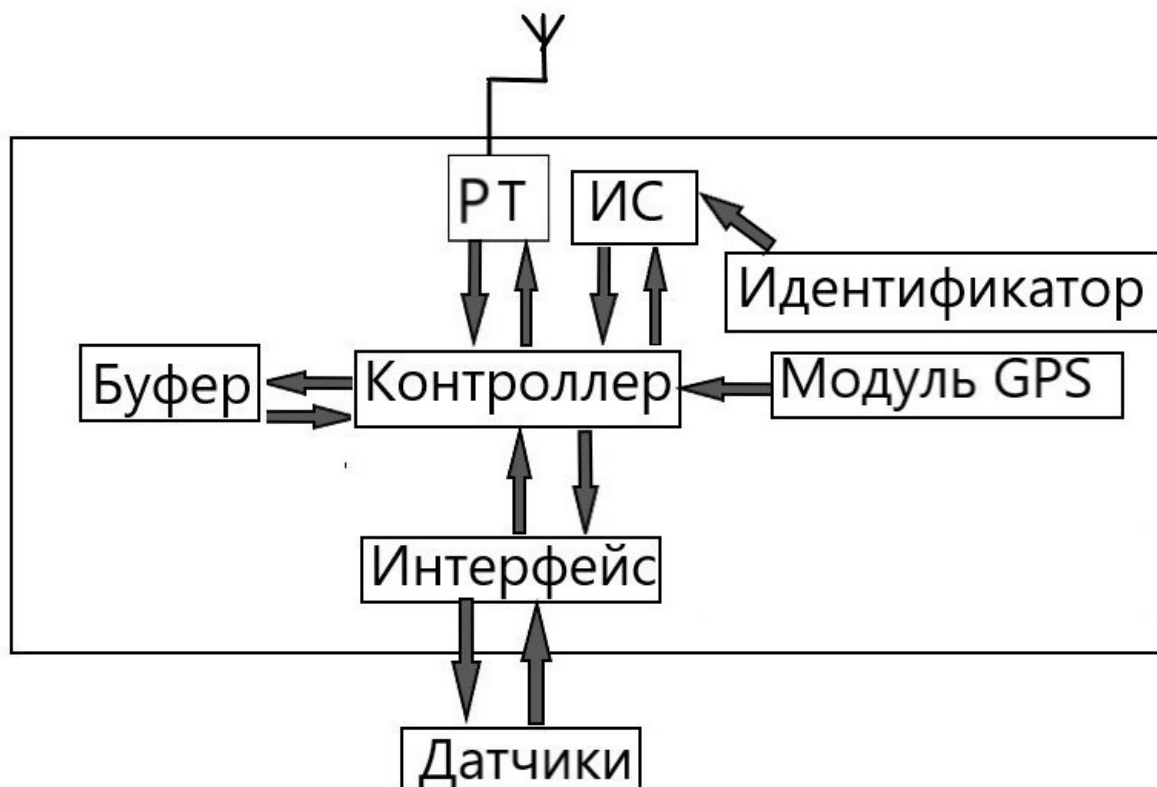 РТ
ИС
Идентификатор
Буфер
Контроллер
Модуль GPS
Интерфейс
Датчики